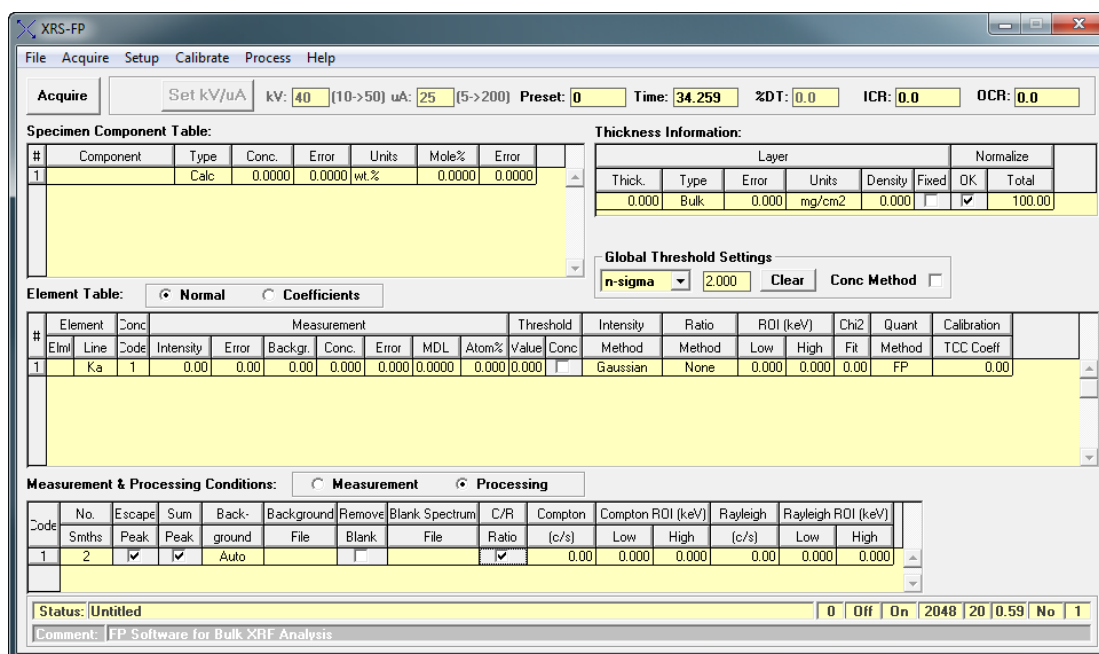 XRS-FP
File Acquire Setup Calibrate Process Help
Acquire Set kV/uA kV: 40 (10->50) uA: 25 (5->200) Preset: 0 Time: 34.259 %DT: 0.0 ICR: 0.0 OCR: 0.0
Specimen Component Table: Thickness Information:
# Component Type Conc. Error Units Mole% Error
1 Calc 0.0000 0.0000 wt.% 0.0000 0.0000
Layer Normalize
Thick. Type Error Units Density Fixed OK Total
0.000 Bulk 0.000 mg/cm2 0.000 100.00
Global Threshold Settings
n-sigma 2.000 Clear Conc Method
Element Table: Normal Coefficients
# Element Conc Measurement Threshold Intensity Ratio ROI (keV) Chi2 Quant Calibration
Elmt Line Code Intensity Error Backgr. Conc. Error MDL Atom% Value Conc Method Method Low High Fit Method TCC Coeff
1 Ka 1 0.00 0.00 0.00 0.000 0.000 0.0000 0.000 0.000 Gaussian None 0.000 0.000 0.00 FP 0.00
Measurement & Processing Conditions: Measurement Processing
Code No. Escape Sum Back- Background Remove Blank Spectrum C/R Compton Compton ROI (keV) Rayleigh Rayleigh ROI (keV)
Smths Peak Peak ground File Blank File Ratio (c/s) Low High (c/s) Low High
1 2 Auto 0.00 0.000 0.000 0.00 0.000 0.000
Status: Untitled 0 Off On 2048 20 0.59 No 1
Comment: FP Software for Bulk XRF Analysis